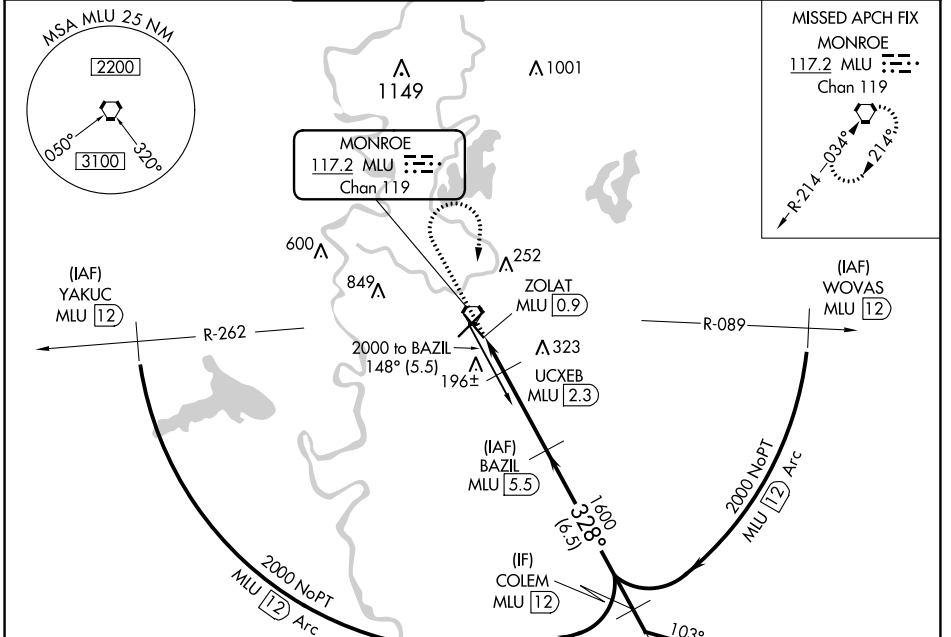 MSA MLU 25 NM
2200
050°
320°
3100
1149
1001
MISSED APCH FIX
MONROE
117.2 MLU
Chan 119
R-214
034°
214°
MONROE
117.2 MLU
Chan 119
600
849
252
(IAF)
YAKUC
MLU 12
R-262
ZOLAT
MLU 0.9
(IAF)
WOVAS
MLU 12
R-089
2000 to BAZIL
148° (5.5)
196±
323
UCXEB
MLU 2.3
(IAF)
BAZIL
MLU 5.5
1600
328°
(6.5)
2000 NoPT
MLU 12 Arc
(IF)
COLEM
MLU 12
2000 NoPT
MLU 12 Arc
103°